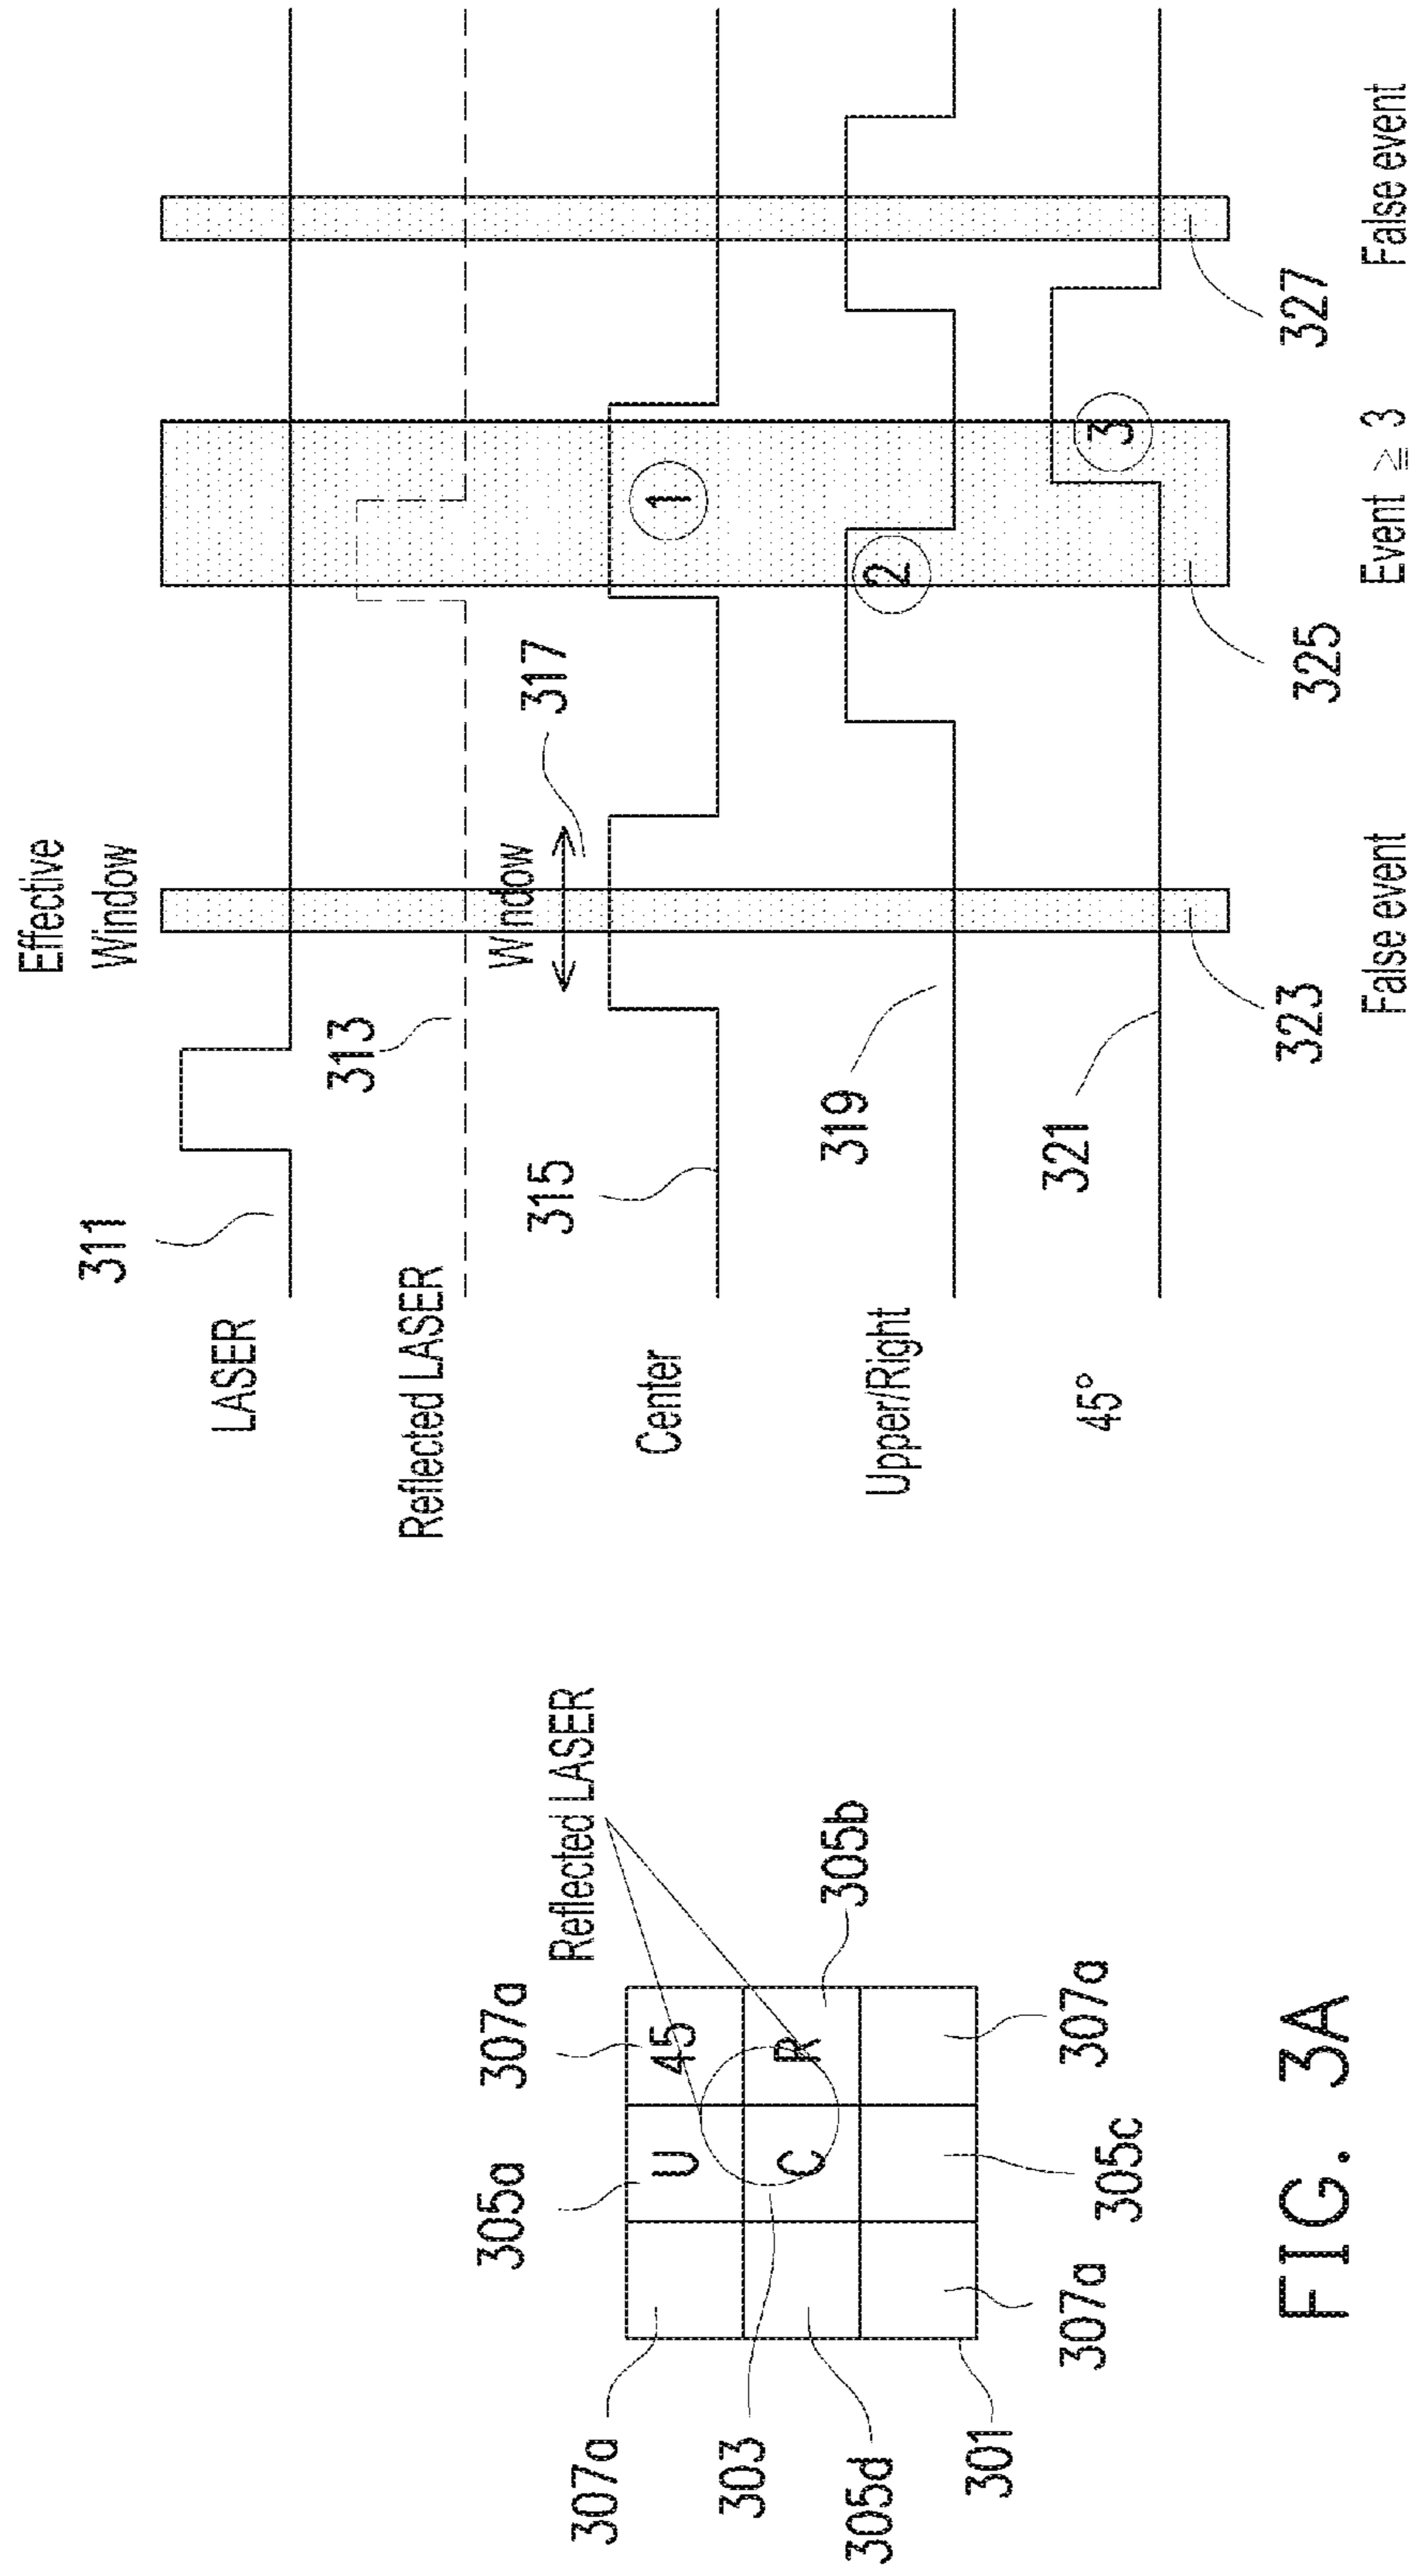 307a
305a
307a
Reflected LASER
303
U
45
C
R
305d
305b
301
307a
305c
307a
311
LASER
Effective
Window
313
Reflected LASER
Window
317
315
Center
1
319
Upper/Right
2
321
45°
3
323
325
327
False event
Event ≧ 3
False event
FIG. 3A